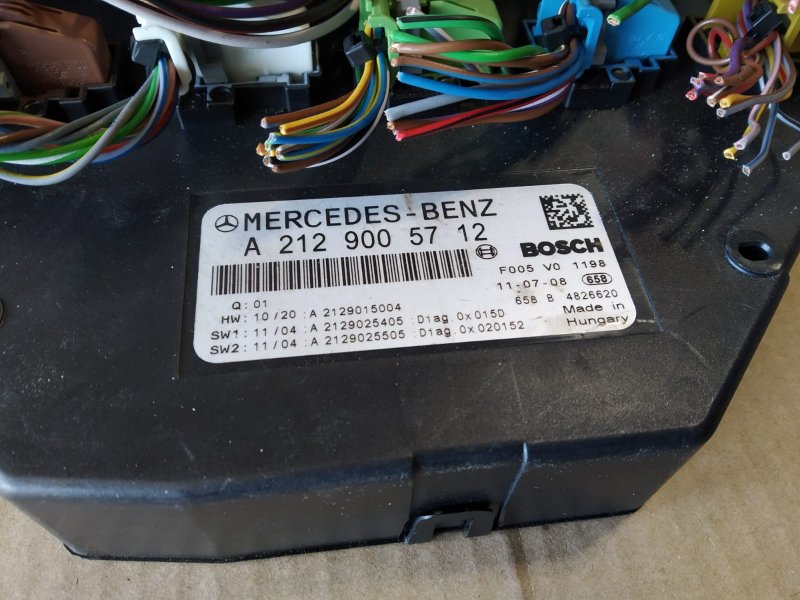 MERCEDES-BENZ
A 212 900 57 12
BOSCH
F005 V0 1198
11-07-08 658
658 B 4826620
Made in
Hungary
Q: 01
HW: 10/20: A 2129015004
SW1: 11/04 :A 2129025405 :Diag.0x015D
SW2: 11/04 :A 2129025505 :Diag.0x020152